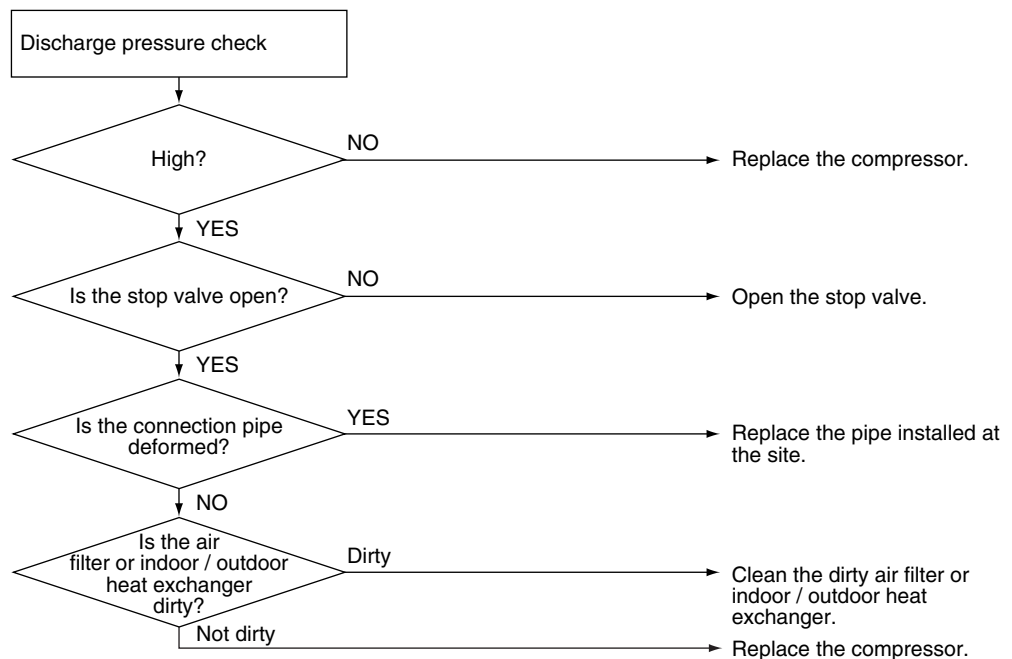 Discharge pressure check
High?
NO
Replace the compressor.
YES
Is the stop valve open?
NO
Open the stop valve.
YES
Is the connection pipe
deformed?
YES
Replace the pipe installed at
the site.
NO
Is the air
filter or indoor / outdoor
heat exchanger
dirty?
Dirty
Clean the dirty air filter or
indoor / outdoor heat
exchanger.
Not dirty
Replace the compressor.